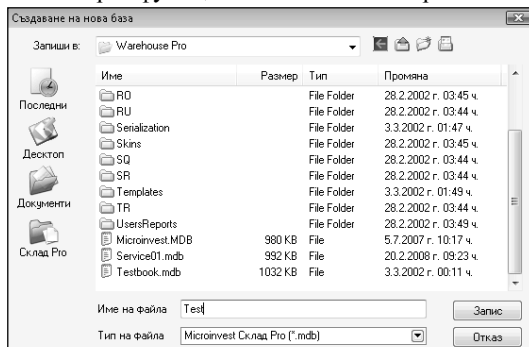 Създаване на нова база
Запиши в: Warehouse Pro
Име Размер Тип Промяна
RO File Folder 28.2.2002 г. 03:45 ч.
RU File Folder 28.2.2002 г. 03:44 ч.
Serialization File Folder 3.3.2002 г. 01:47 ч.
Skins File Folder 28.2.2002 г. 03:45 ч.
SQ File Folder 28.2.2002 г. 03:44 ч.
SR File Folder 28.2.2002 г. 03:44 ч.
Templates File Folder 3.3.2002 г. 01:49 ч.
TR File Folder 28.2.2002 г. 03:44 ч.
UsersReports File Folder 28.2.2002 г. 03:49 ч.
Microinvest.MDB 980 KB File 5.7.2007 г. 10:17 ч.
Service01.mdb 992 KB File 20.2.2008 г. 09:23 ч.
Testbook.mdb 1032 KB File 3.3.2002 г. 00:11 ч.
Последни
Десктоп
Документи
Склад Pro
Име на файла Test Запис
Тип на файла Microinvest Склад Pro (*.mdb) Отказ